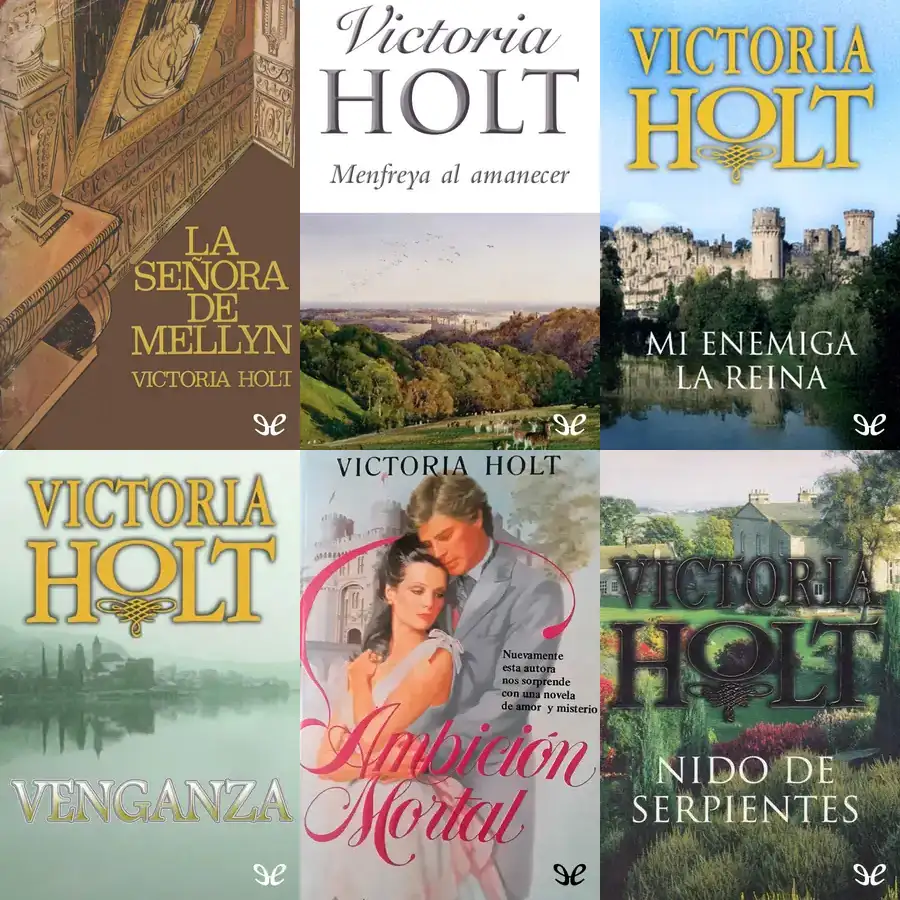 LA
SEÑORA
DE
MELLYN
VICTORIA HOLT
Victoria
HOLT
Menfreya al amanecer
VICTORIA
HOLT
MI ENEMIGA
LA REINA
VICTORIA
HOLT
VENGANZA
VICTORIA HOLT
Nuevamente
esta autora
nos sorprende
con una novela
de amor y misterio
Ambición
Mortal
VICTORIA
HOLT
NIDO DE
SERPIENTES